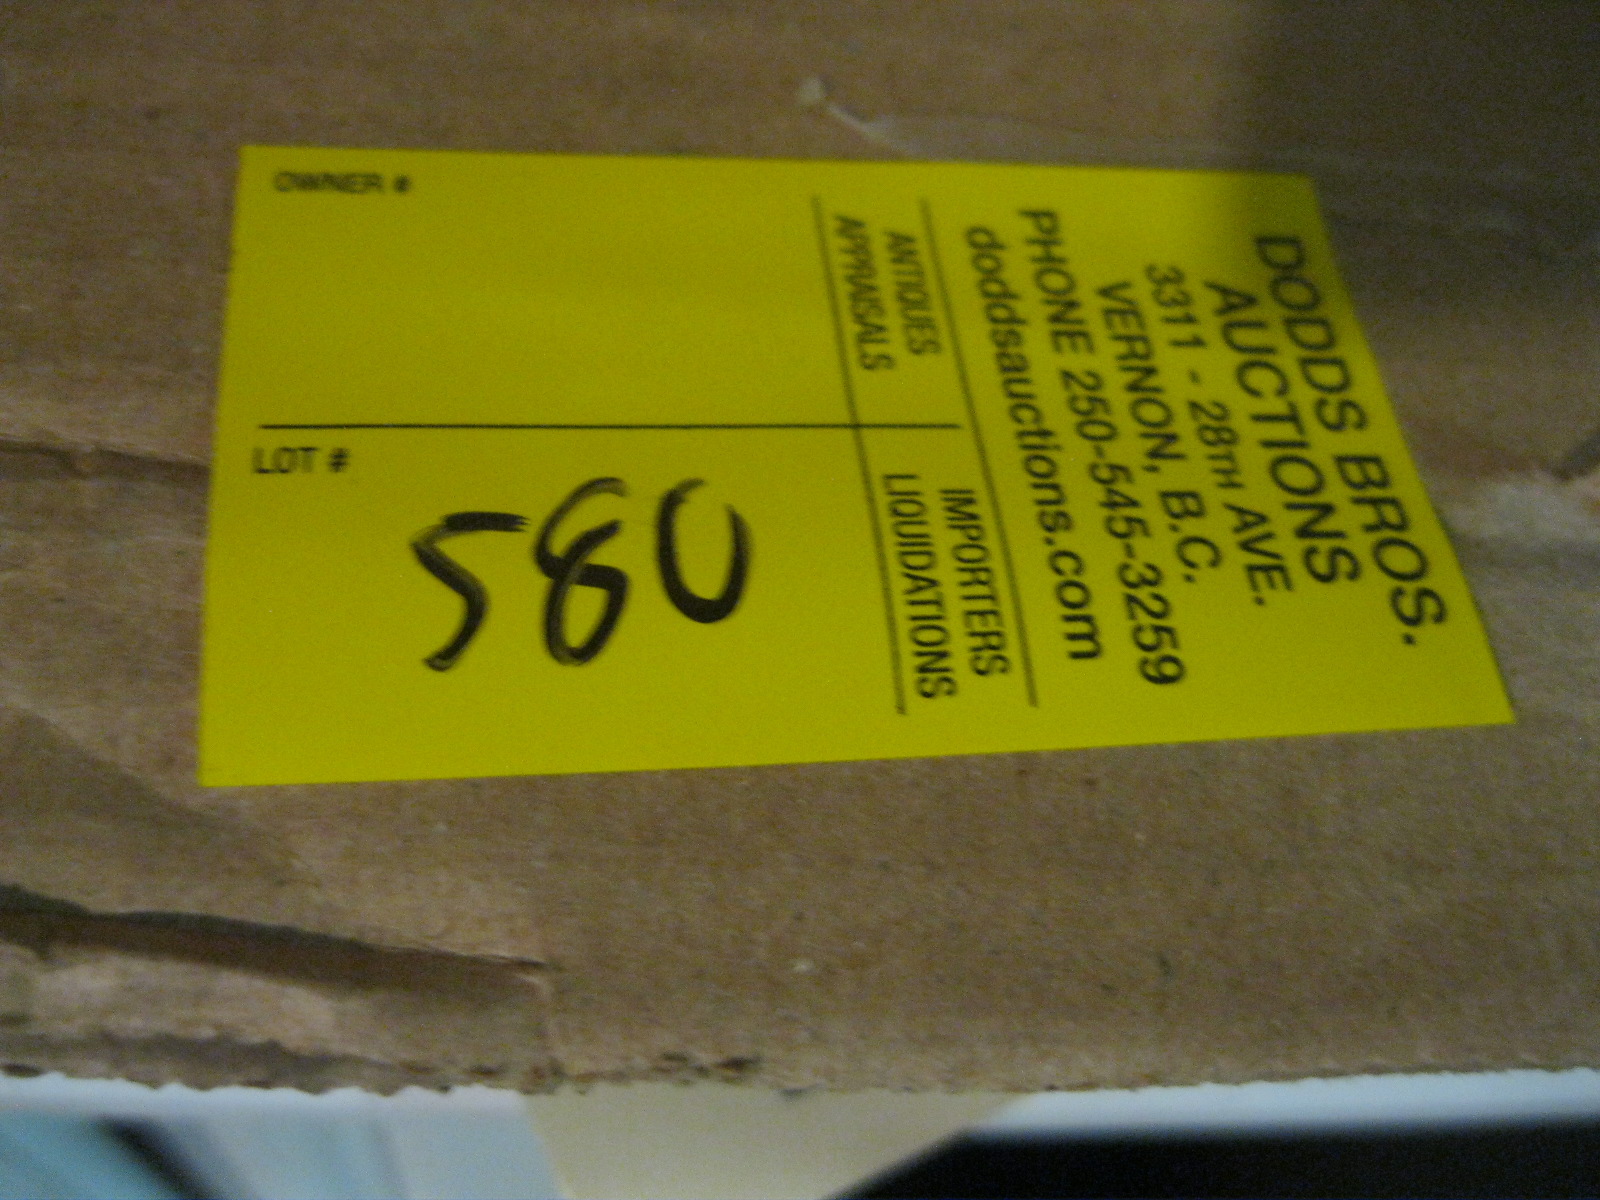 DODDS BROS.
AUCTIONS
3311 - 28TH AVE.
VERNON, B.C.
PHONE 250-545-3259
doddsauctions.com
ANTIQUES
APPRAISALS
IMPORTERS
LIQUIDATIONS
OWNER #
LOT #
580